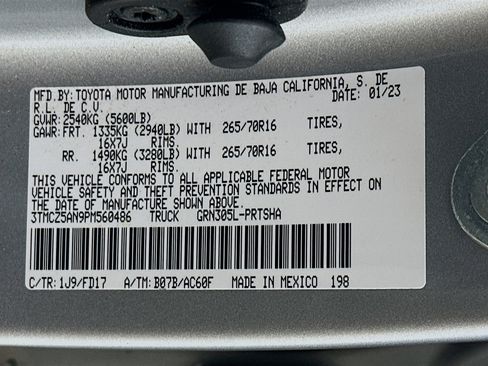 MFD.BY: TOYOTA MOTOR MANUFACTURING DE BAJA CALIFORNIA, S. DE
R.L. DE C.V. DATE: 01/23
GVWR: 2540KG (5600LB)
GAWR: FRT. 1335KG (2940LB) WITH 265/70R16 TIRES,
16X7J RIMS.
RR. 1490KG (3280LB) WITH 265/70R16 TIRES,
16X7J RIMS.
THIS VEHICLE CONFORMS TO ALL APPLICABLE FEDERAL MOTOR
VEHICLE SAFETY AND THEFT PREVENTION STANDARDS IN EFFECT ON
THE DATE OF MANUFACTURE SHOWN ABOVE.
3TMCZ5AN9PM560486 TRUCK GRN305L-PRTSHA
C/TR: 1J9/FD17 A/TM: B07B/AC60F MADE IN MEXICO 198